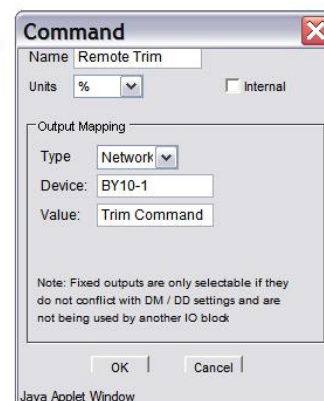 Command
Name Remote Trim
Units % Internal
Output Mapping
Type Network
Device: BY10-1
Value: Trim Command
Note: Fixed outputs are only selectable if they
do not conflict with DM / DD settings and are
not being used by another IO block
OK Cancel
Java Applet Window